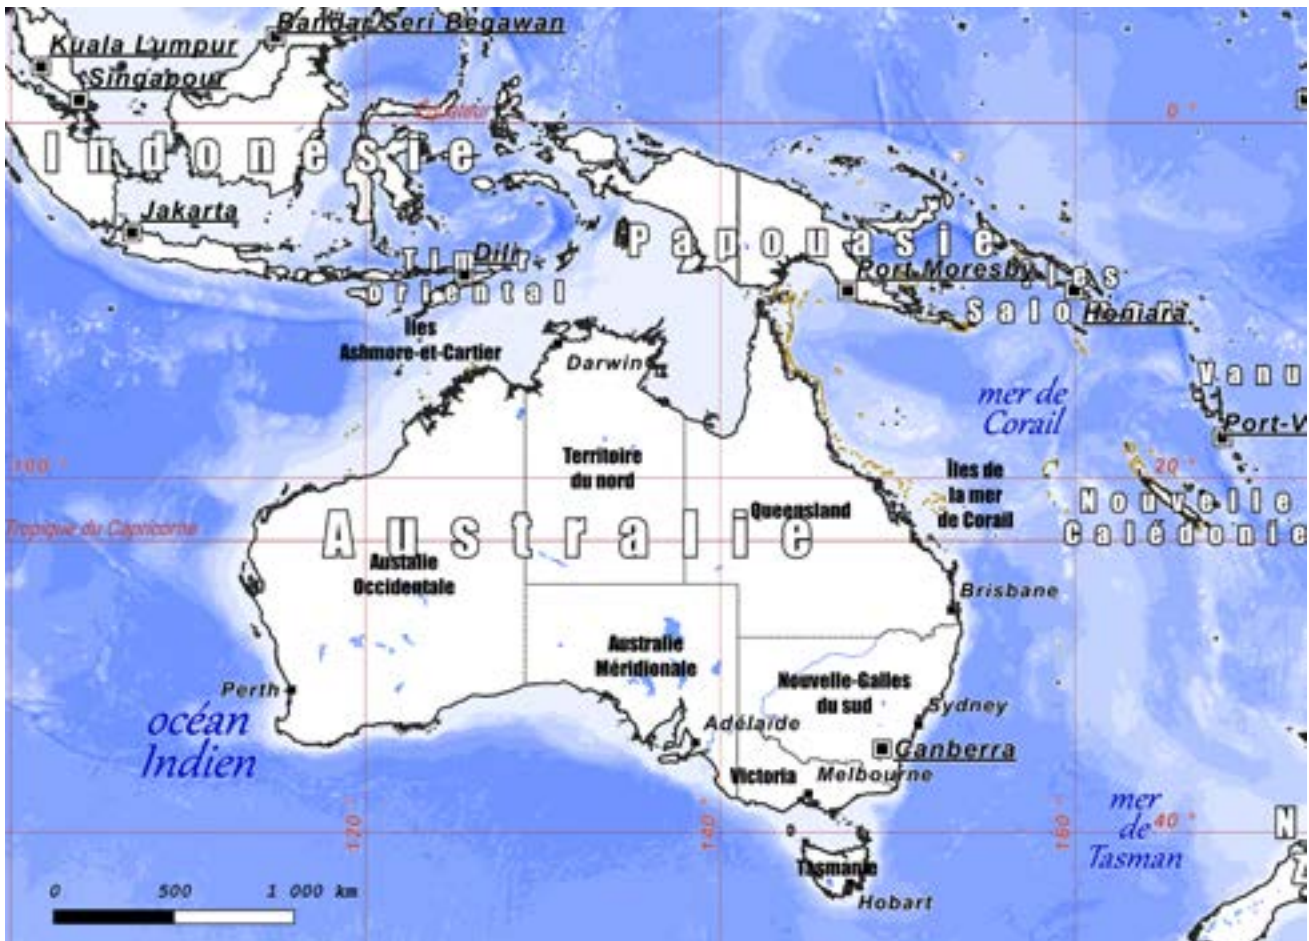 Bandar Seri Begawan
Kuala Lumpur
Singapour
Équateur
0 °
Indonésie
Jakarta
Timor
oriental
Dili
Papouasie
Port Moresby
Îles
Salo
Honiara
Îles
Ashmore-et-Cartier
Darwin
Vanu
mer de
Corail
Port-V
100 °
20 °
Territoire
du nord
Îles de
la mer
de Corail
Nouvelle
Calédonie
Queensland
Tropique du Capricorne
Australie
Austalie
Occidentale
Brisbane
Australie
Méridionale
Nouvelle-Galles
du sud
Perth
océan
Indien
Adélaïde
Sydney
Canberra
Victoria
Melbourne
mer
de
Tasman
120 °
140 °
160 °
40 °
N
Tasmanie
Hobart
0 500 1 000 km